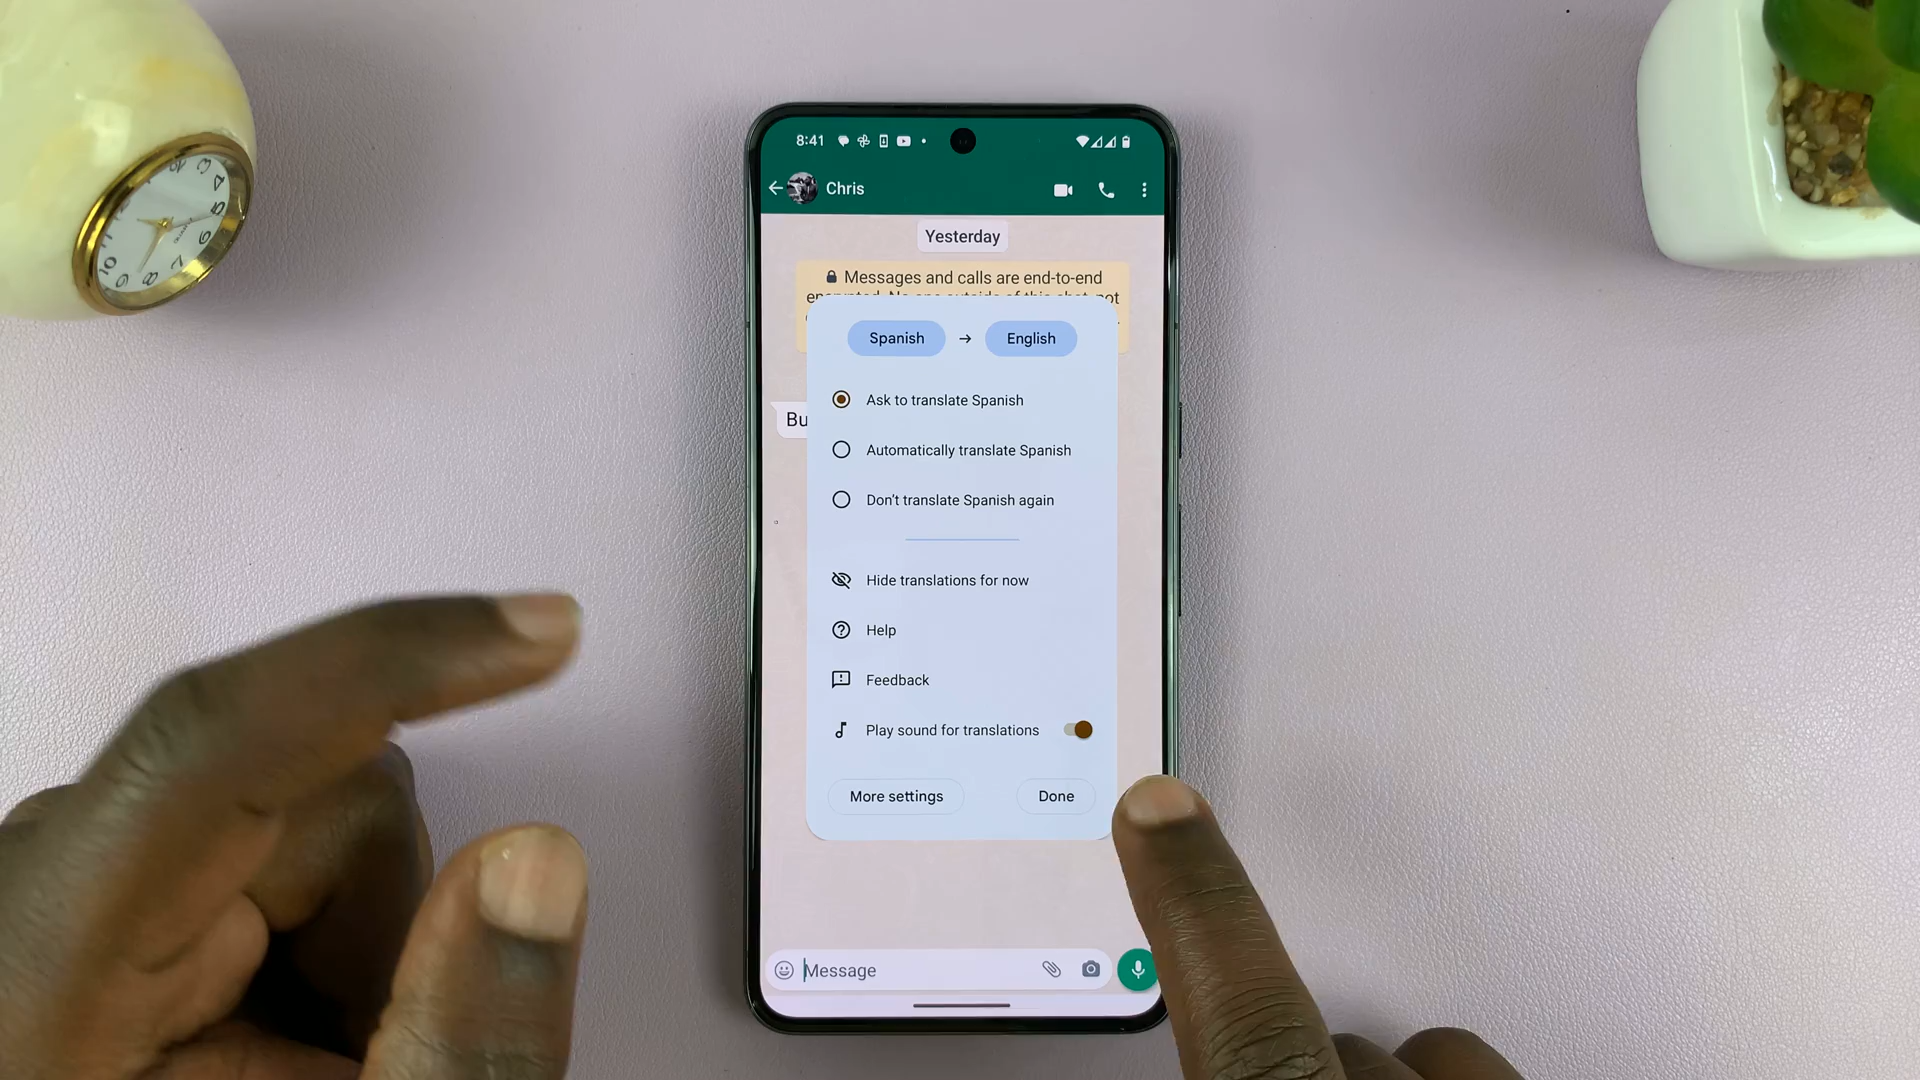 8:41
Chris
Yesterday
Messages and calls are end-to-end
Spanish → English
Ask to translate Spanish
Bu
Automatically translate Spanish
Don't translate Spanish again
Hide translations for now
Help
Feedback
Play sound for translations
More settings
Done
Message